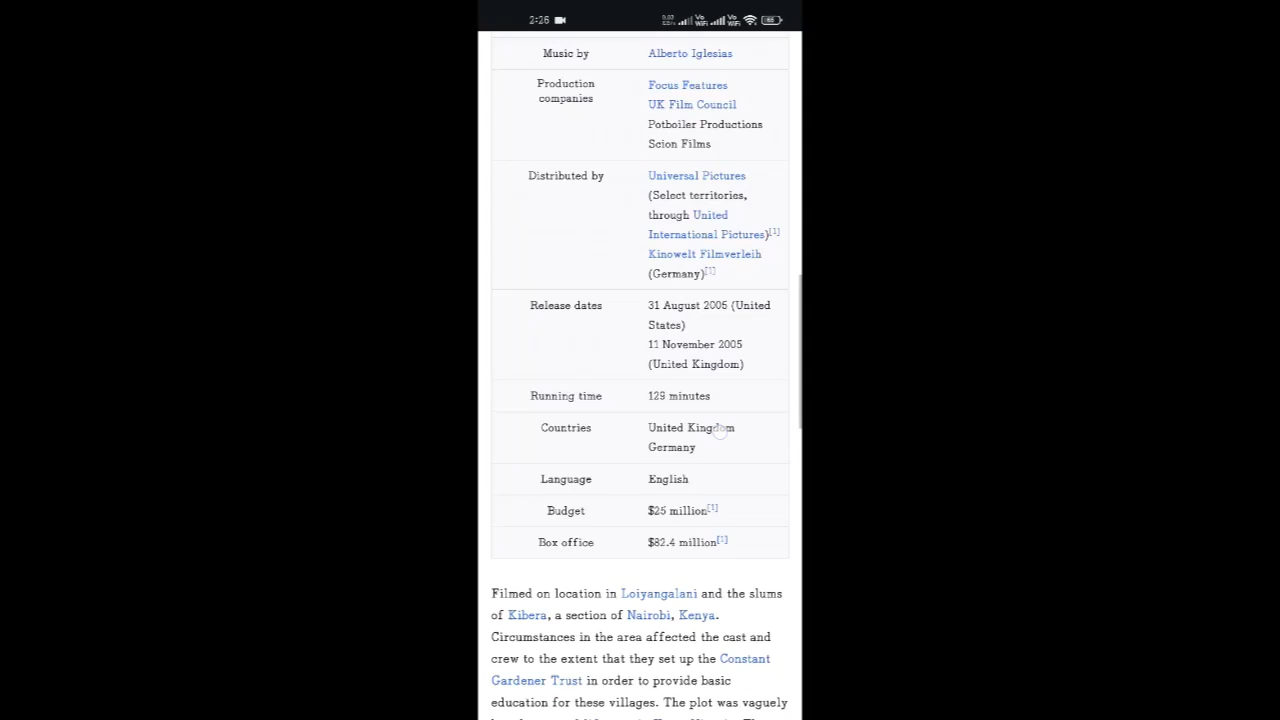 2:26
Vo WiFi Vo WiFi
Music by Alberto Iglesias
Production companies
Focus Features
UK Film Council
Potboiler Productions
Scion Films
Distributed by Universal Pictures
(Select territories,
through United
International Pictures)[1]
Kinowelt Filmverleih
(Germany)[1]
Release dates 31 August 2005 (United
States)
11 November 2005
(United Kingdom)
Running time 129 minutes
Countries United Kingdom
Germany
Language English
Budget $25 million[1]
Box office $82.4 million[1]
Filmed on location in Loiyangalani and the slums
of Kibera, a section of Nairobi, Kenya.
Circumstances in the area affected the cast and
crew to the extent that they set up the Constant
Gardener Trust in order to provide basic
education for these villages. The plot was vaguely